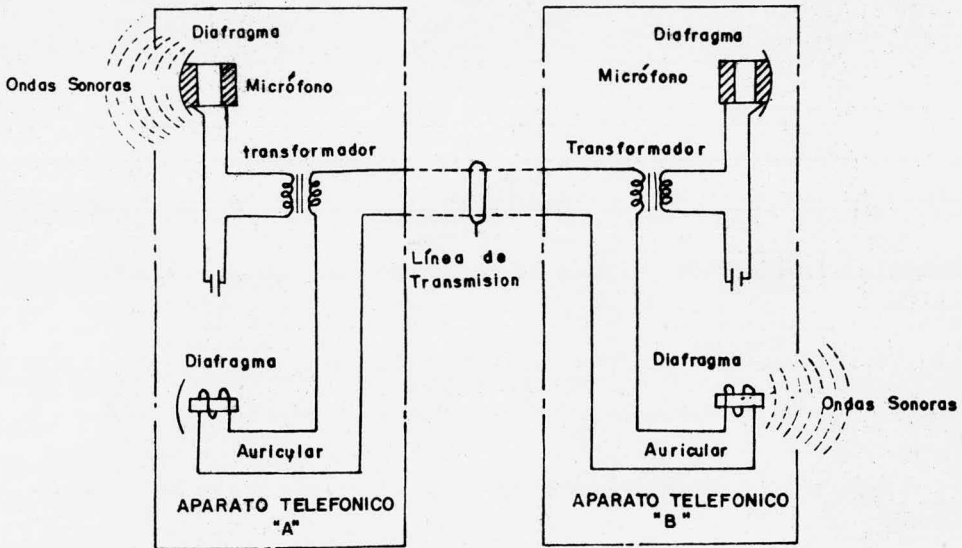 Diafragma
Ondas Sonoras
Micrófono
transformador
Diafragma
Auricylar
APARATO TELEFONICO
"A"
Línea de
Transmision
Diafragma
Micrófono
Transformador
Diafragma
Ondas Sonoras
Auricular
APARATO TELEFONICO
"B"